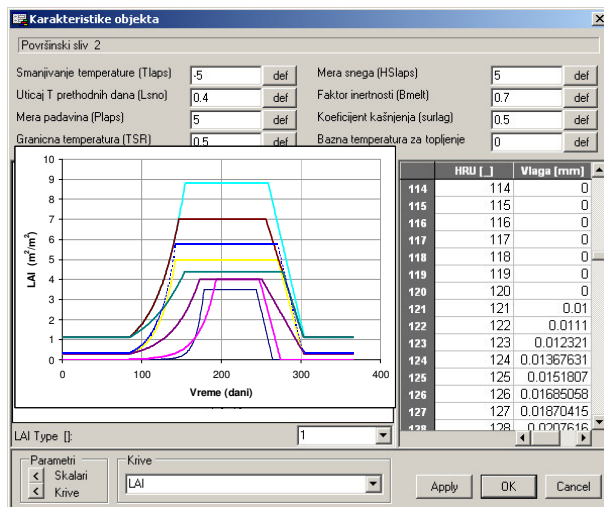 Karakteristike objekta
Površinski sliv 2
Smanjivanje temperature (Tlaps) -5 def Mera snega (HSlaps) 5 def
Uticaj T prethodnih dana (Lsno) 0.4 def Faktor inertnosti (Bmelt) 0.7 def
Mera padavina (Plaps) 5 def Koeficijent kašnjenja (surlag) 0.5 def
Granicna temperatura (TSR) 0.5 def Bazna temperatura za topljenje 0 def
10
9
8
7
6
5
4
3
2
1
0
LAI (m²/m²)
0 100 200 300 400
Vreme (dani)
HRU [_] Vlaga [mm]
114 114 0
115 115 0
116 116 0
117 117 0
118 118 0
119 119 0
120 120 0
121 121 0.01
122 122 0.0111
123 123 0.012321
124 124 0.01367631
125 125 0.0151807
126 126 0.01685058
127 127 0.01870415
128 128 0.0207616
LAI Type []: 1
Parametri
< Skalari
< Krive
Krive
LAI
Apply OK Cancel